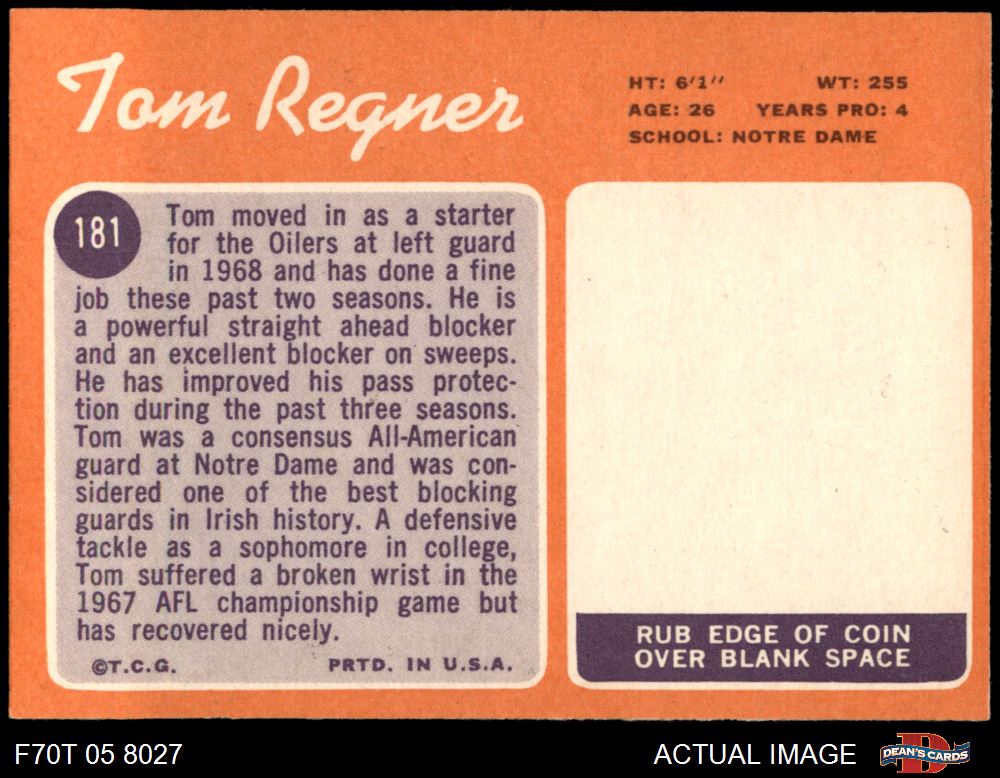 Tom Regner
HT: 6'1" WT: 255
AGE: 26 YEARS PRO: 4
SCHOOL: NOTRE DAME
181
Tom moved in as a starter
for the Oilers at left guard
in 1968 and has done a fine
job these past two seasons. He is
a powerful straight ahead blocker
and an excellent blocker on sweeps.
He has improved his pass protec-
tion during the past three seasons.
Tom was a consensus All-American
guard at Notre Dame and was con-
sidered one of the best blocking
guards in Irish history. A defensive
tackle as a sophomore in college,
Tom suffered a broken wrist in the
1967 AFL championship game but
has recovered nicely.
©T.C.G. PRTD. IN U.S.A.
RUB EDGE OF COIN
OVER BLANK SPACE
F70T 05 8027
ACTUAL IMAGE
D
DEAN'S CARDS